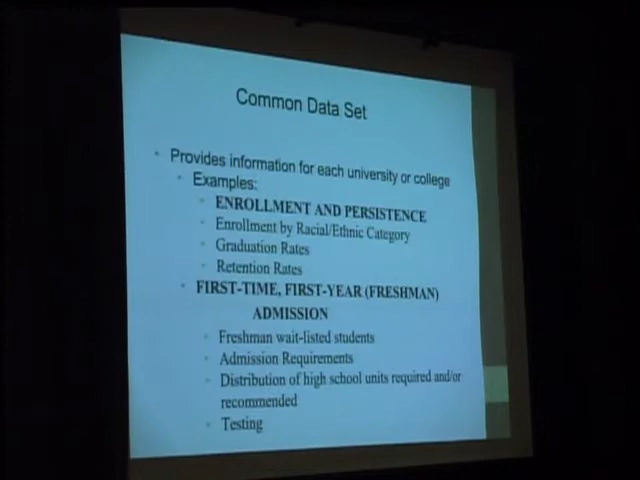 Common Data Set
• Provides information for each university or college
• Examples:
• ENROLLMENT AND PERSISTENCE
• Enrollment by Racial/Ethnic Category
• Graduation Rates
• Retention Rates
• FIRST-TIME, FIRST-YEAR (FRESHMAN)
ADMISSION
• Freshman wait-listed students
• Admission Requirements
• Distribution of high school units required and/or
recommended
• Testing